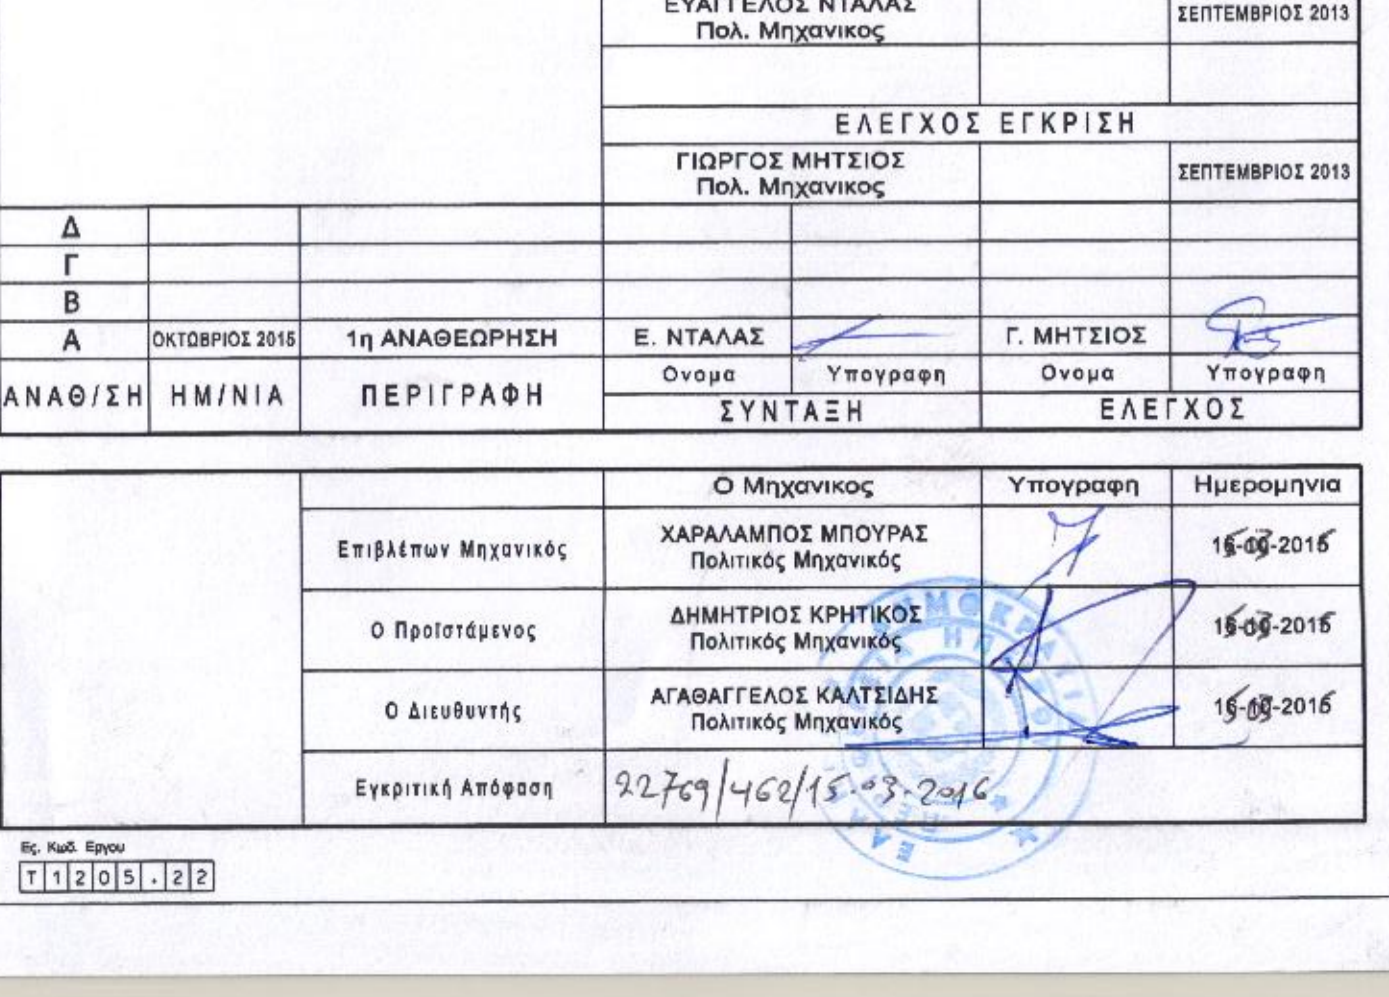 ΕΥΑΓΓΕΛΟΣ ΝΤΑΛΑΣ
Πολ. Μηχανικος
ΣΕΠΤΕΜΒΡΙΟΣ 2013
ΕΛΕΓΧΟΣ ΕΓΚΡΙΣΗ
ΓΙΩΡΓΟΣ ΜΗΤΣΙΟΣ
Πολ. Μηχανικος
ΣΕΠΤΕΜΒΡΙΟΣ 2013
Δ
Γ
Β
Α ΟΚΤΩΒΡΙΟΣ 2015 1η ΑΝΑΘΕΩΡΗΣΗ Ε. ΝΤΑΛΑΣ Γ. ΜΗΤΣΙΟΣ
Ονομα Υπογραφη Ονομα Υπογραφη
ΑΝΑΘ/ΣΗ ΗΜ/ΝΙΑ ΠΕΡΙΓΡΑΦΗ ΣΥΝΤΑΞΗ ΕΛΕΓΧΟΣ
Ο Μηχανικος Υπογραφη Ημερομηνια
Επιβλέπων Μηχανικός
ΧΑΡΑΛΑΜΠΟΣ ΜΠΟΥΡΑΣ
Πολιτικός Μηχανικός
Ο Προϊστάμενος
ΔΗΜΗΤΡΙΟΣ ΚΡΗΤΙΚΟΣ
Πολιτικός Μηχανικός
Ο Διευθυντής
ΑΓΑΘΑΓΓΕΛΟΣ ΚΑΛΤΣΙΔΗΣ
Πολιτικός Μηχανικός
Εγκριτική Απόφαση 22769/462/15-03-2016
Ες. Κωδ. Εργου
Τ1205.22